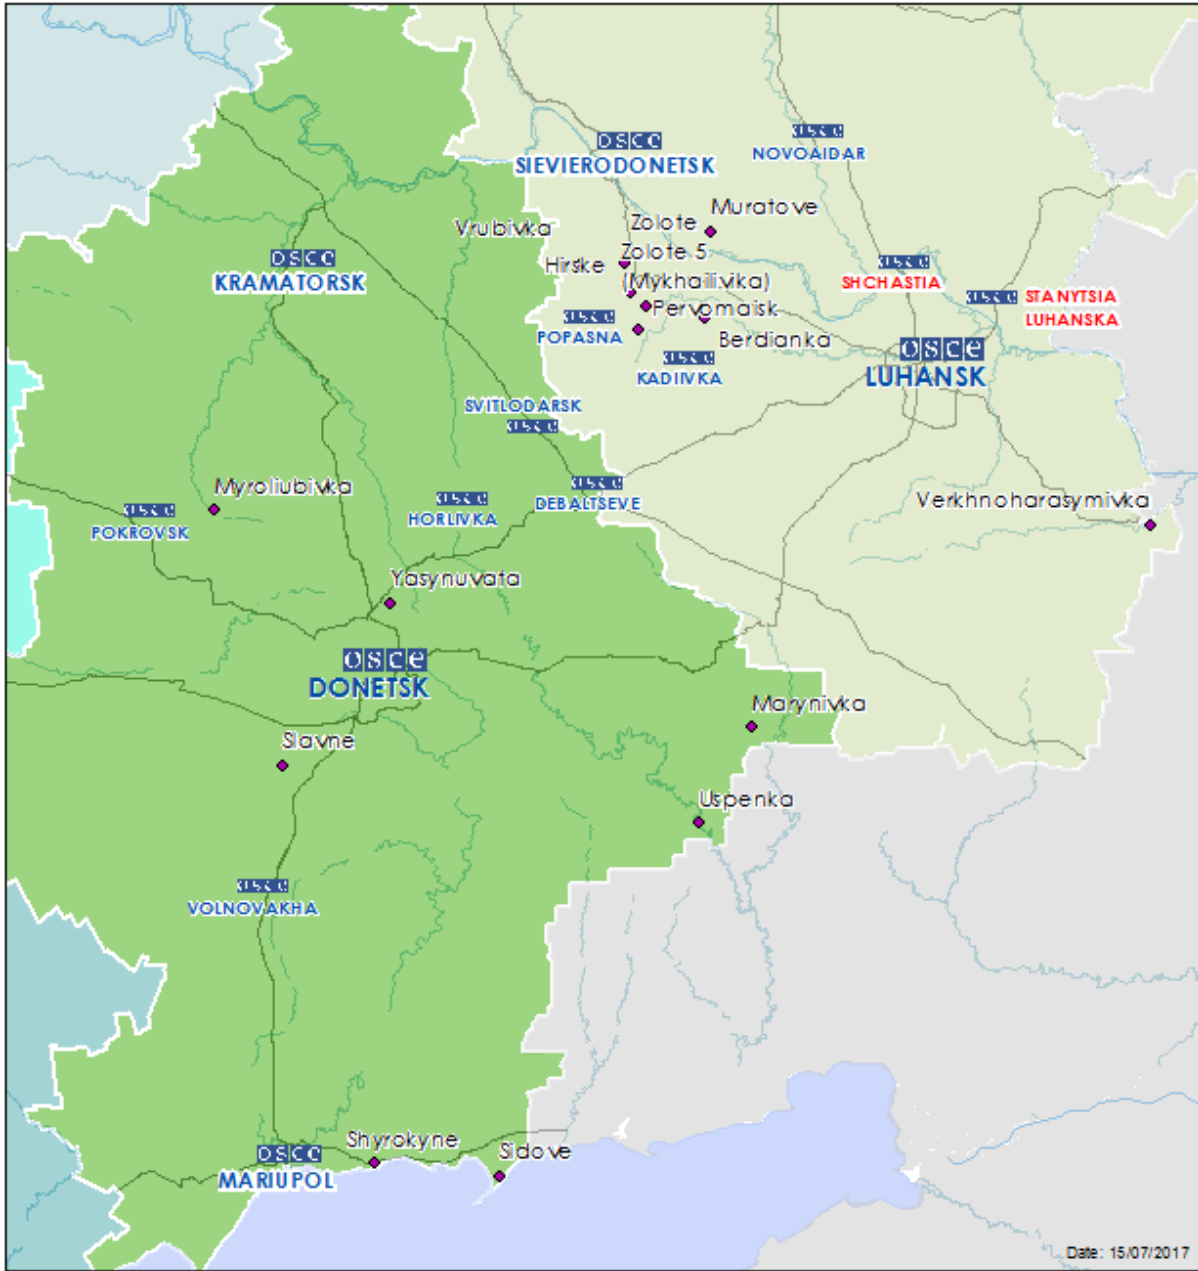 OSCE
NOVOAIDAR
OSCE
SIEVIERODONETSK
Muratove
Zolote
Vrubivka
Zolote 5
(Mykhailivka)
Hirske
OSCE
KRAMATORSK
OSCE
SHCHASTIA
OSCE
STANYTSIA
LUHANSKA
Pervomaisk
OSCE
POPASNA
Berdianka
OSCE
LUHANSK
OSCE
KADIIVKA
SVITLODARSK
OSCE
Myroliubivka
OSCE
DEBALTSEVE
OSCE
HORLIVKA
Verkhnoharasymivka
OSCE
POKROVSK
Yasynuvata
OSCE
DONETSK
Marynivka
Slavne
Uspenka
OSCE
VOLNOVAKHA
Shyrokyne
Sidove
OSCE
MARIUPOL
Date: 15/07/2017